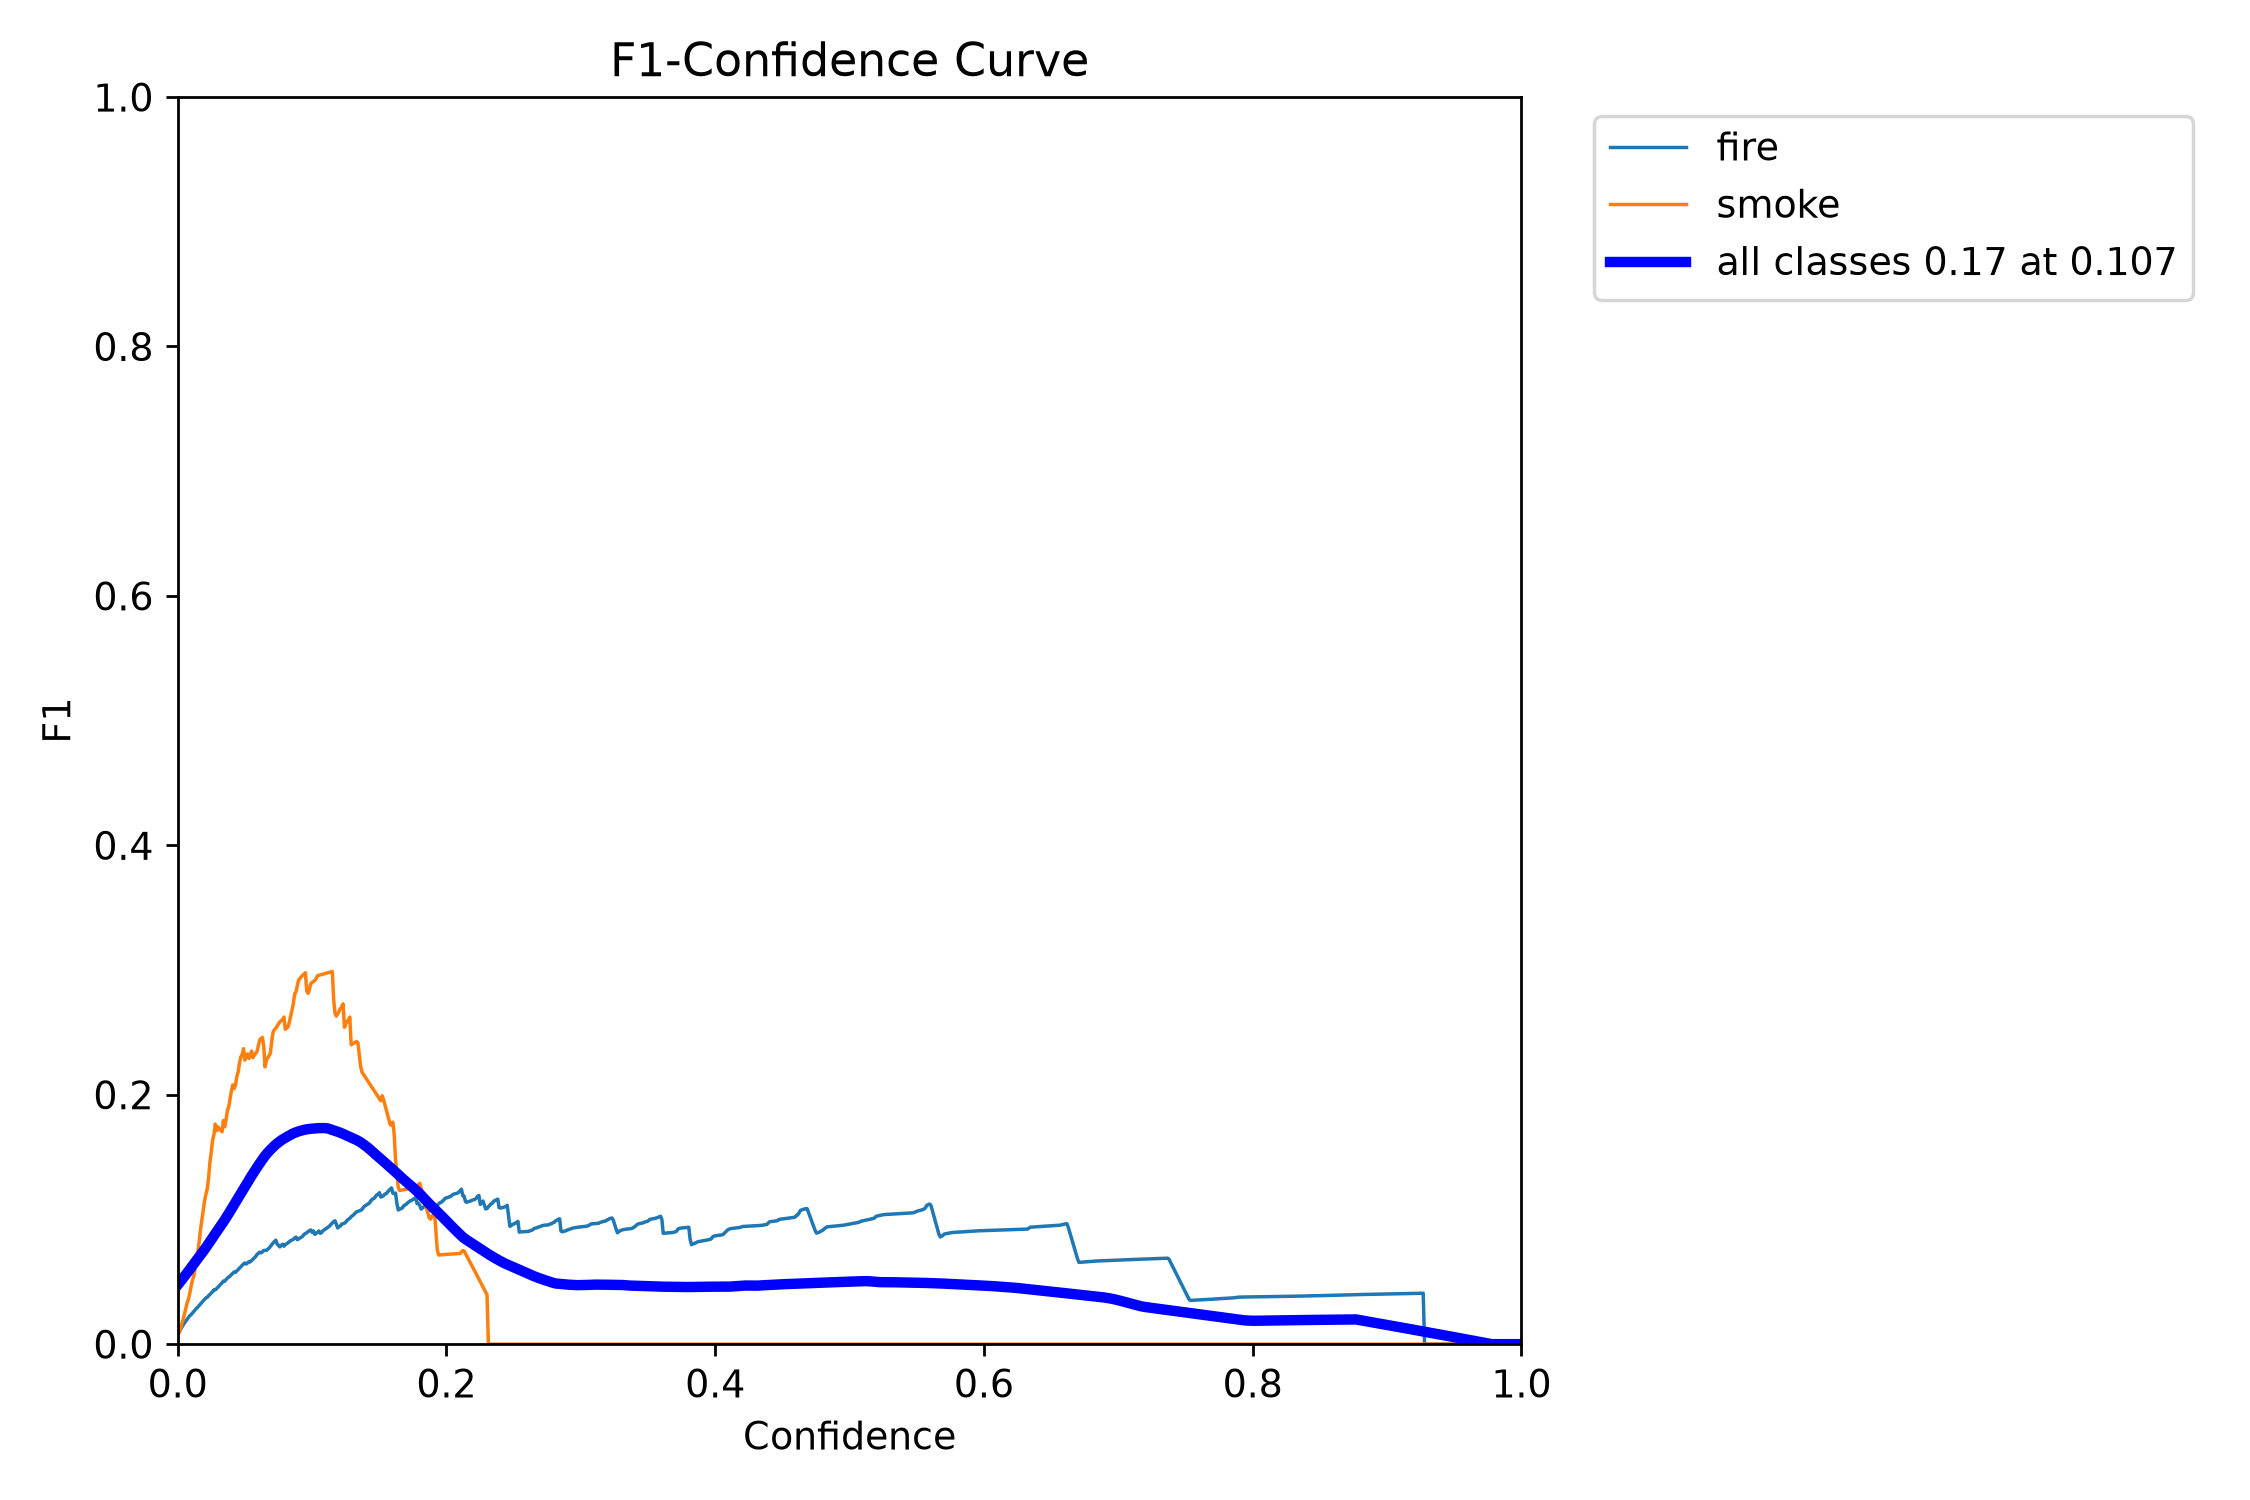 F1-Confidence Curve
1.0
0.8
0.6
0.4
0.2
0.0
F1
0.0 0.2 0.4 0.6 0.8 1.0
Confidence
fire
smoke
all classes 0.17 at 0.107